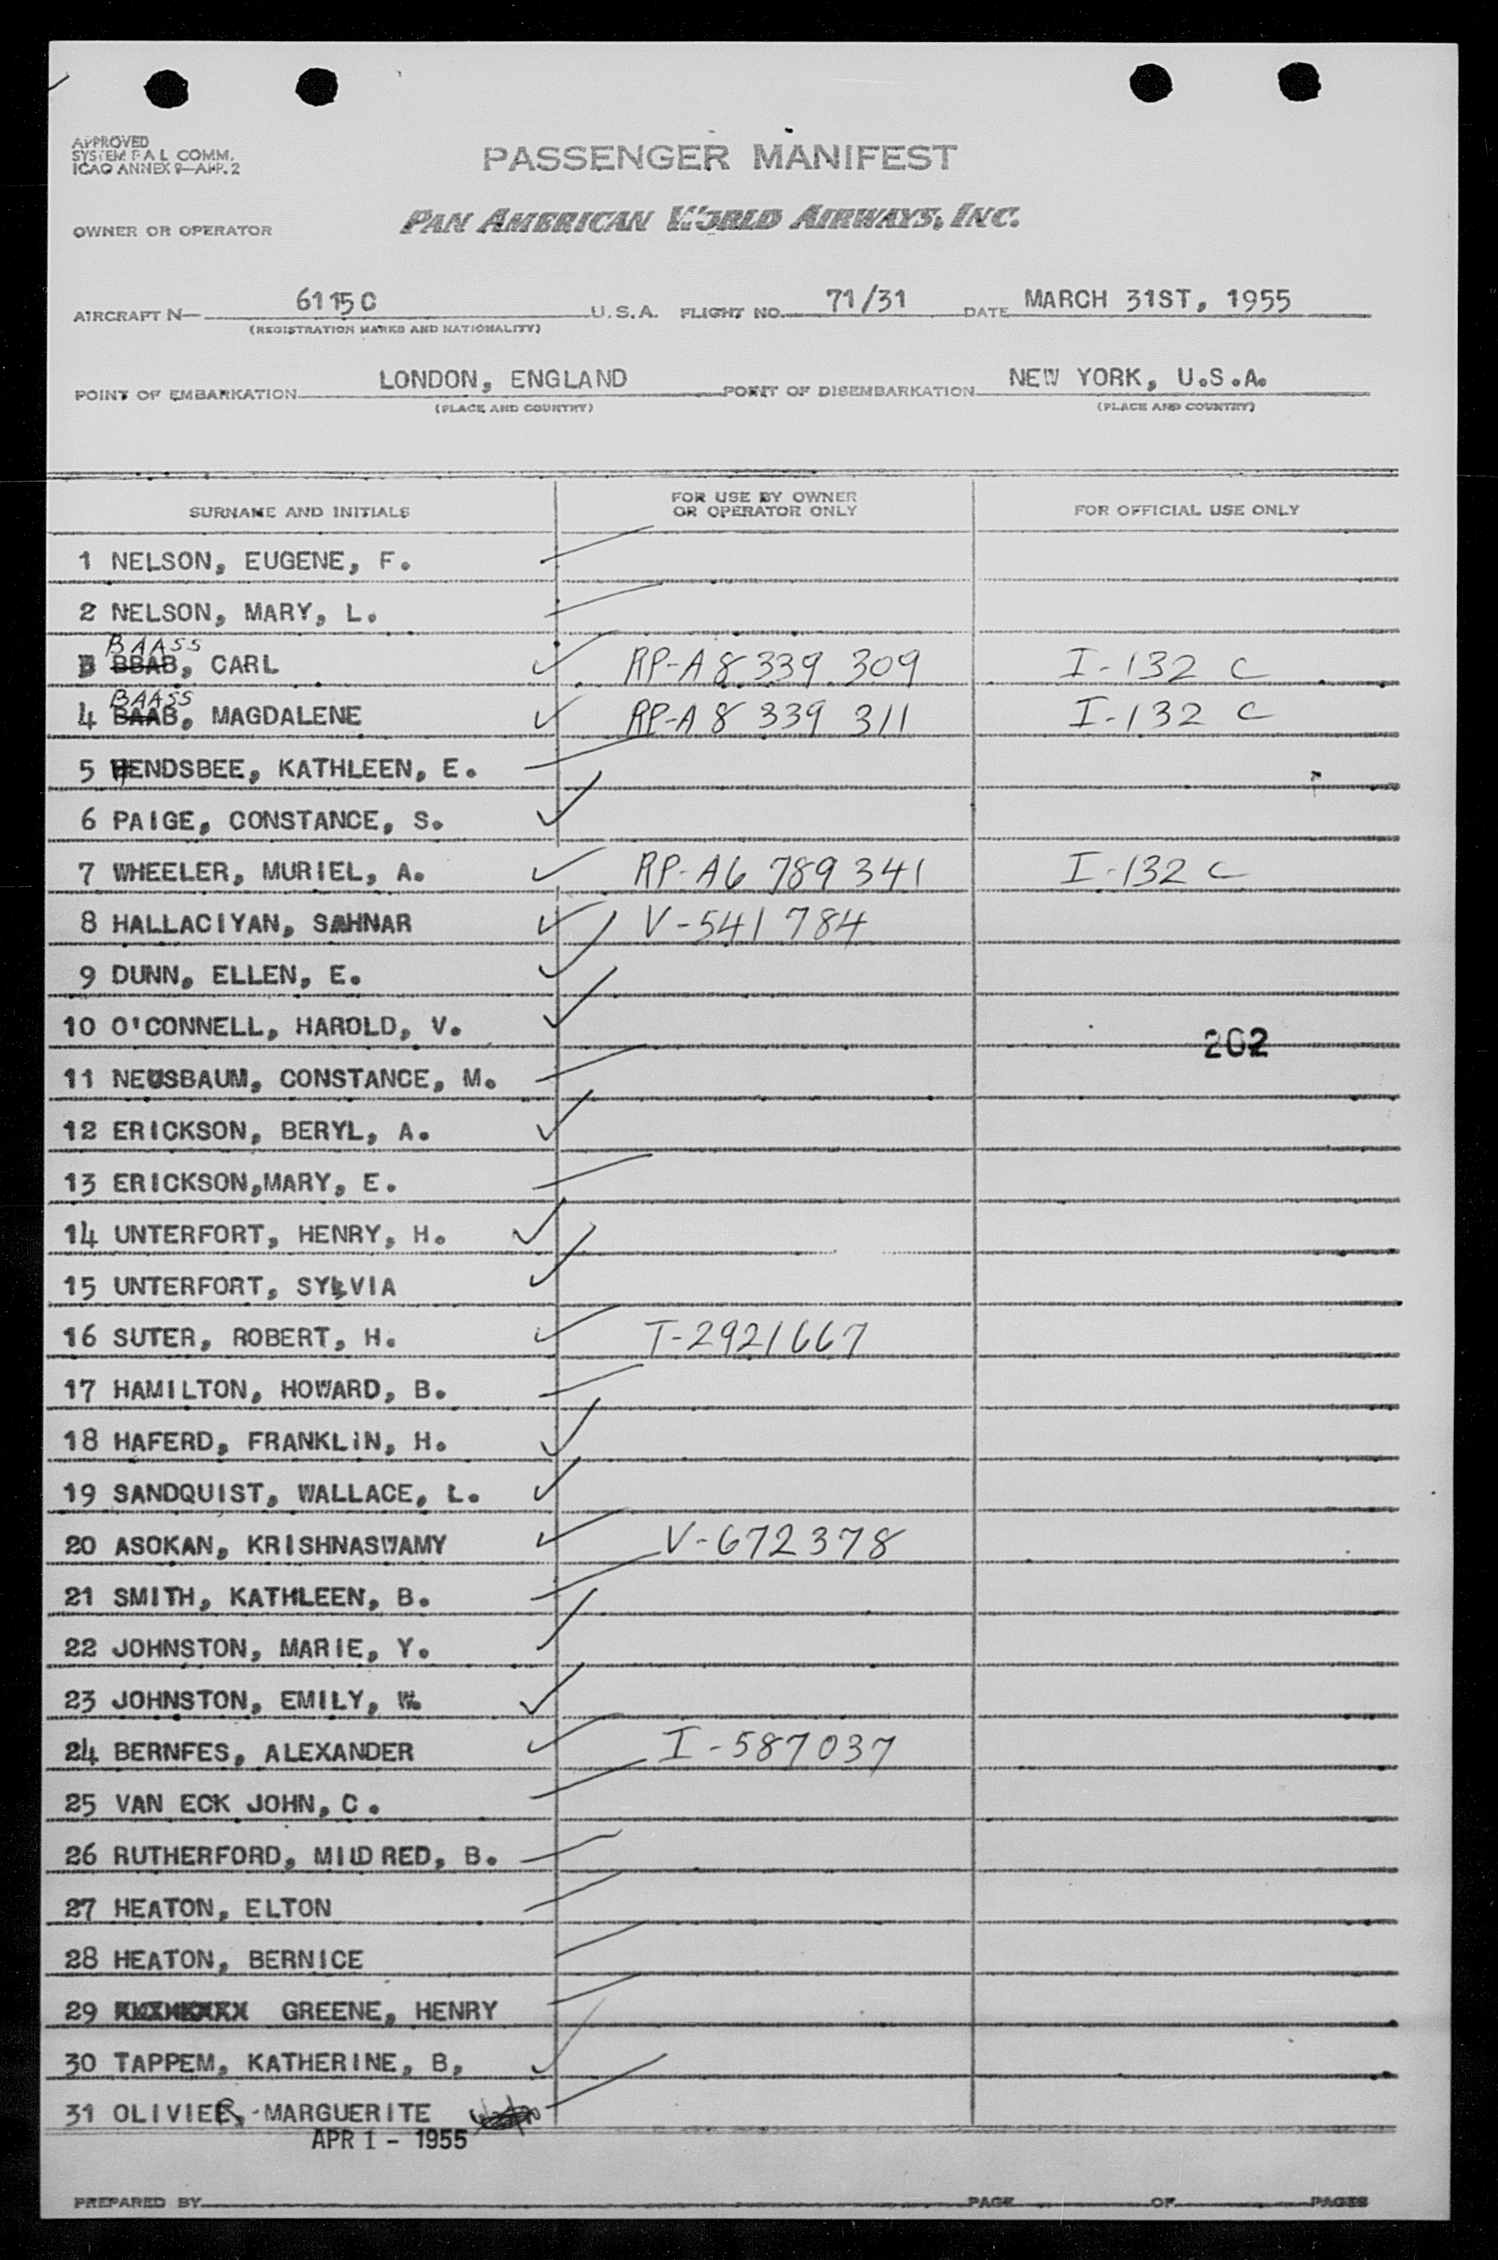 APPROVED
SYSTEM F A L COMM.
ICAO ANNEX 9—APP. 2
PASSENGER MANIFEST
OWNER OR OPERATOR PAN AMERICAN WORLD AIRWAYS, INC.
AIRCRAFT N— 6115C U.S.A. FLIGHT NO. 71/31 DATE MARCH 31ST, 1955
(REGISTRATION MARKS AND NATIONALITY)
POINT OF EMBARKATION LONDON, ENGLAND POINT OF DISEMBARKATION NEW YORK, U.S.A.
(PLACE AND COUNTRY) (PLACE AND COUNTRY)
SURNAME AND INITIALS FOR USE BY OWNER OR OPERATOR ONLY FOR OFFICIAL USE ONLY
1 NELSON, EUGENE, F.
2 NELSON, MARY, L.
BAASS
3 BBAB, CARL RP-A8 339 309 I-132 C
BAASS
4 BAAB, MAGDALENE RP-A8 339 311 I-132 C
5 HENDSBEE, KATHLEEN, E.
6 PAIGE, CONSTANCE, S.
7 WHEELER, MURIEL, A. RP-A6 789 341 I-132 C
8 HALLACIYAN, SAHNAR V-541 784
9 DUNN, ELLEN, E.
10 O'CONNELL, HAROLD, V.
202
11 NEUSBAUM, CONSTANCE, M.
12 ERICKSON, BERYL, A.
13 ERICKSON,MARY, E.
14 UNTERFORT, HENRY, H.
15 UNTERFORT, SYLVIA
16 SUTER, ROBERT, H. T-2921667
17 HAMILTON, HOWARD, B.
18 HAFERD, FRANKLIN, H.
19 SANDQUIST, WALLACE, L.
20 ASOKAN, KRISHNASWAMY V-672378
21 SMITH, KATHLEEN, B.
22 JOHNSTON, MARIE, Y.
23 JOHNSTON, EMILY, W.
24 BERNFES, ALEXANDER I-587037
25 VAN ECK JOHN, C.
26 RUTHERFORD, MILDRED, B.
27 HEATON, ELTON
28 HEATON, BERNICE
29 GREENE, HENRY
30 TAPPEM, KATHERINE, B,
31 OLIVIER, MARGUERITE
APR 1 - 1955
PREPARED BY PAGE OF PAGES